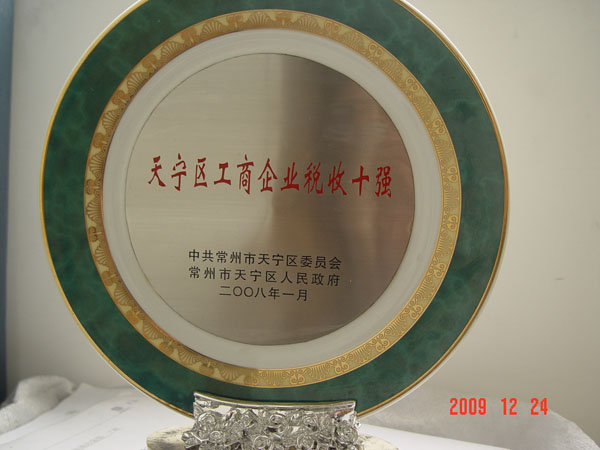 天宁区工商企业税收十强
中共常州市天宁区委员会
常州市天宁区人民政府
二〇〇八年一月
2009 12 24